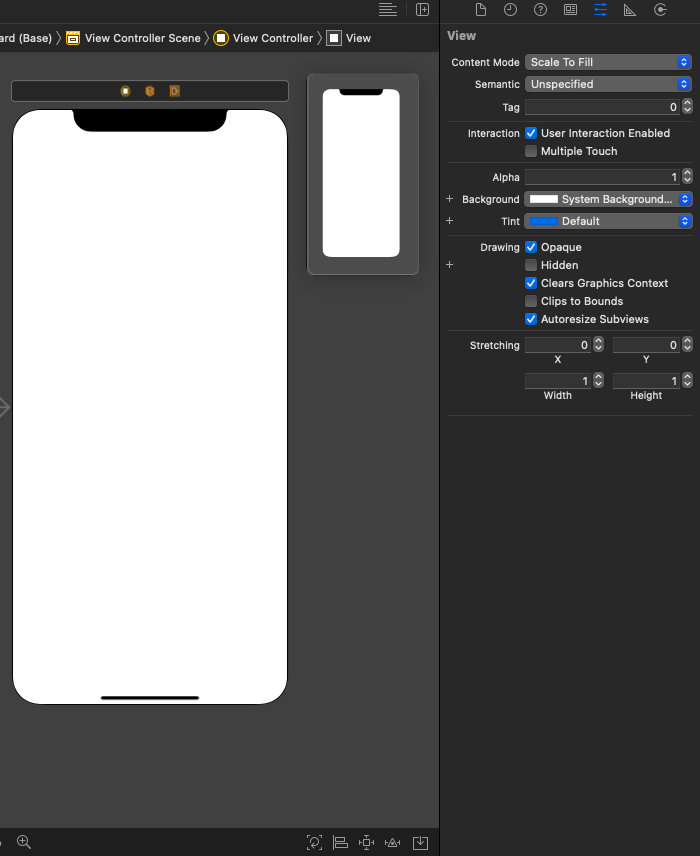 ard (Base) 〉 View Controller Scene 〉 View Controller 〉 View
View
Content Mode Scale To Fill
Semantic Unspecified
Tag 0
Interaction User Interaction Enabled
Multiple Touch
Alpha 1
+ Background System Background...
+ Tint Default
Drawing Opaque
+ Hidden
Clears Graphics Context
Clips to Bounds
Autoresize Subviews
Stretching 0 0
X Y
1 1
Width Height